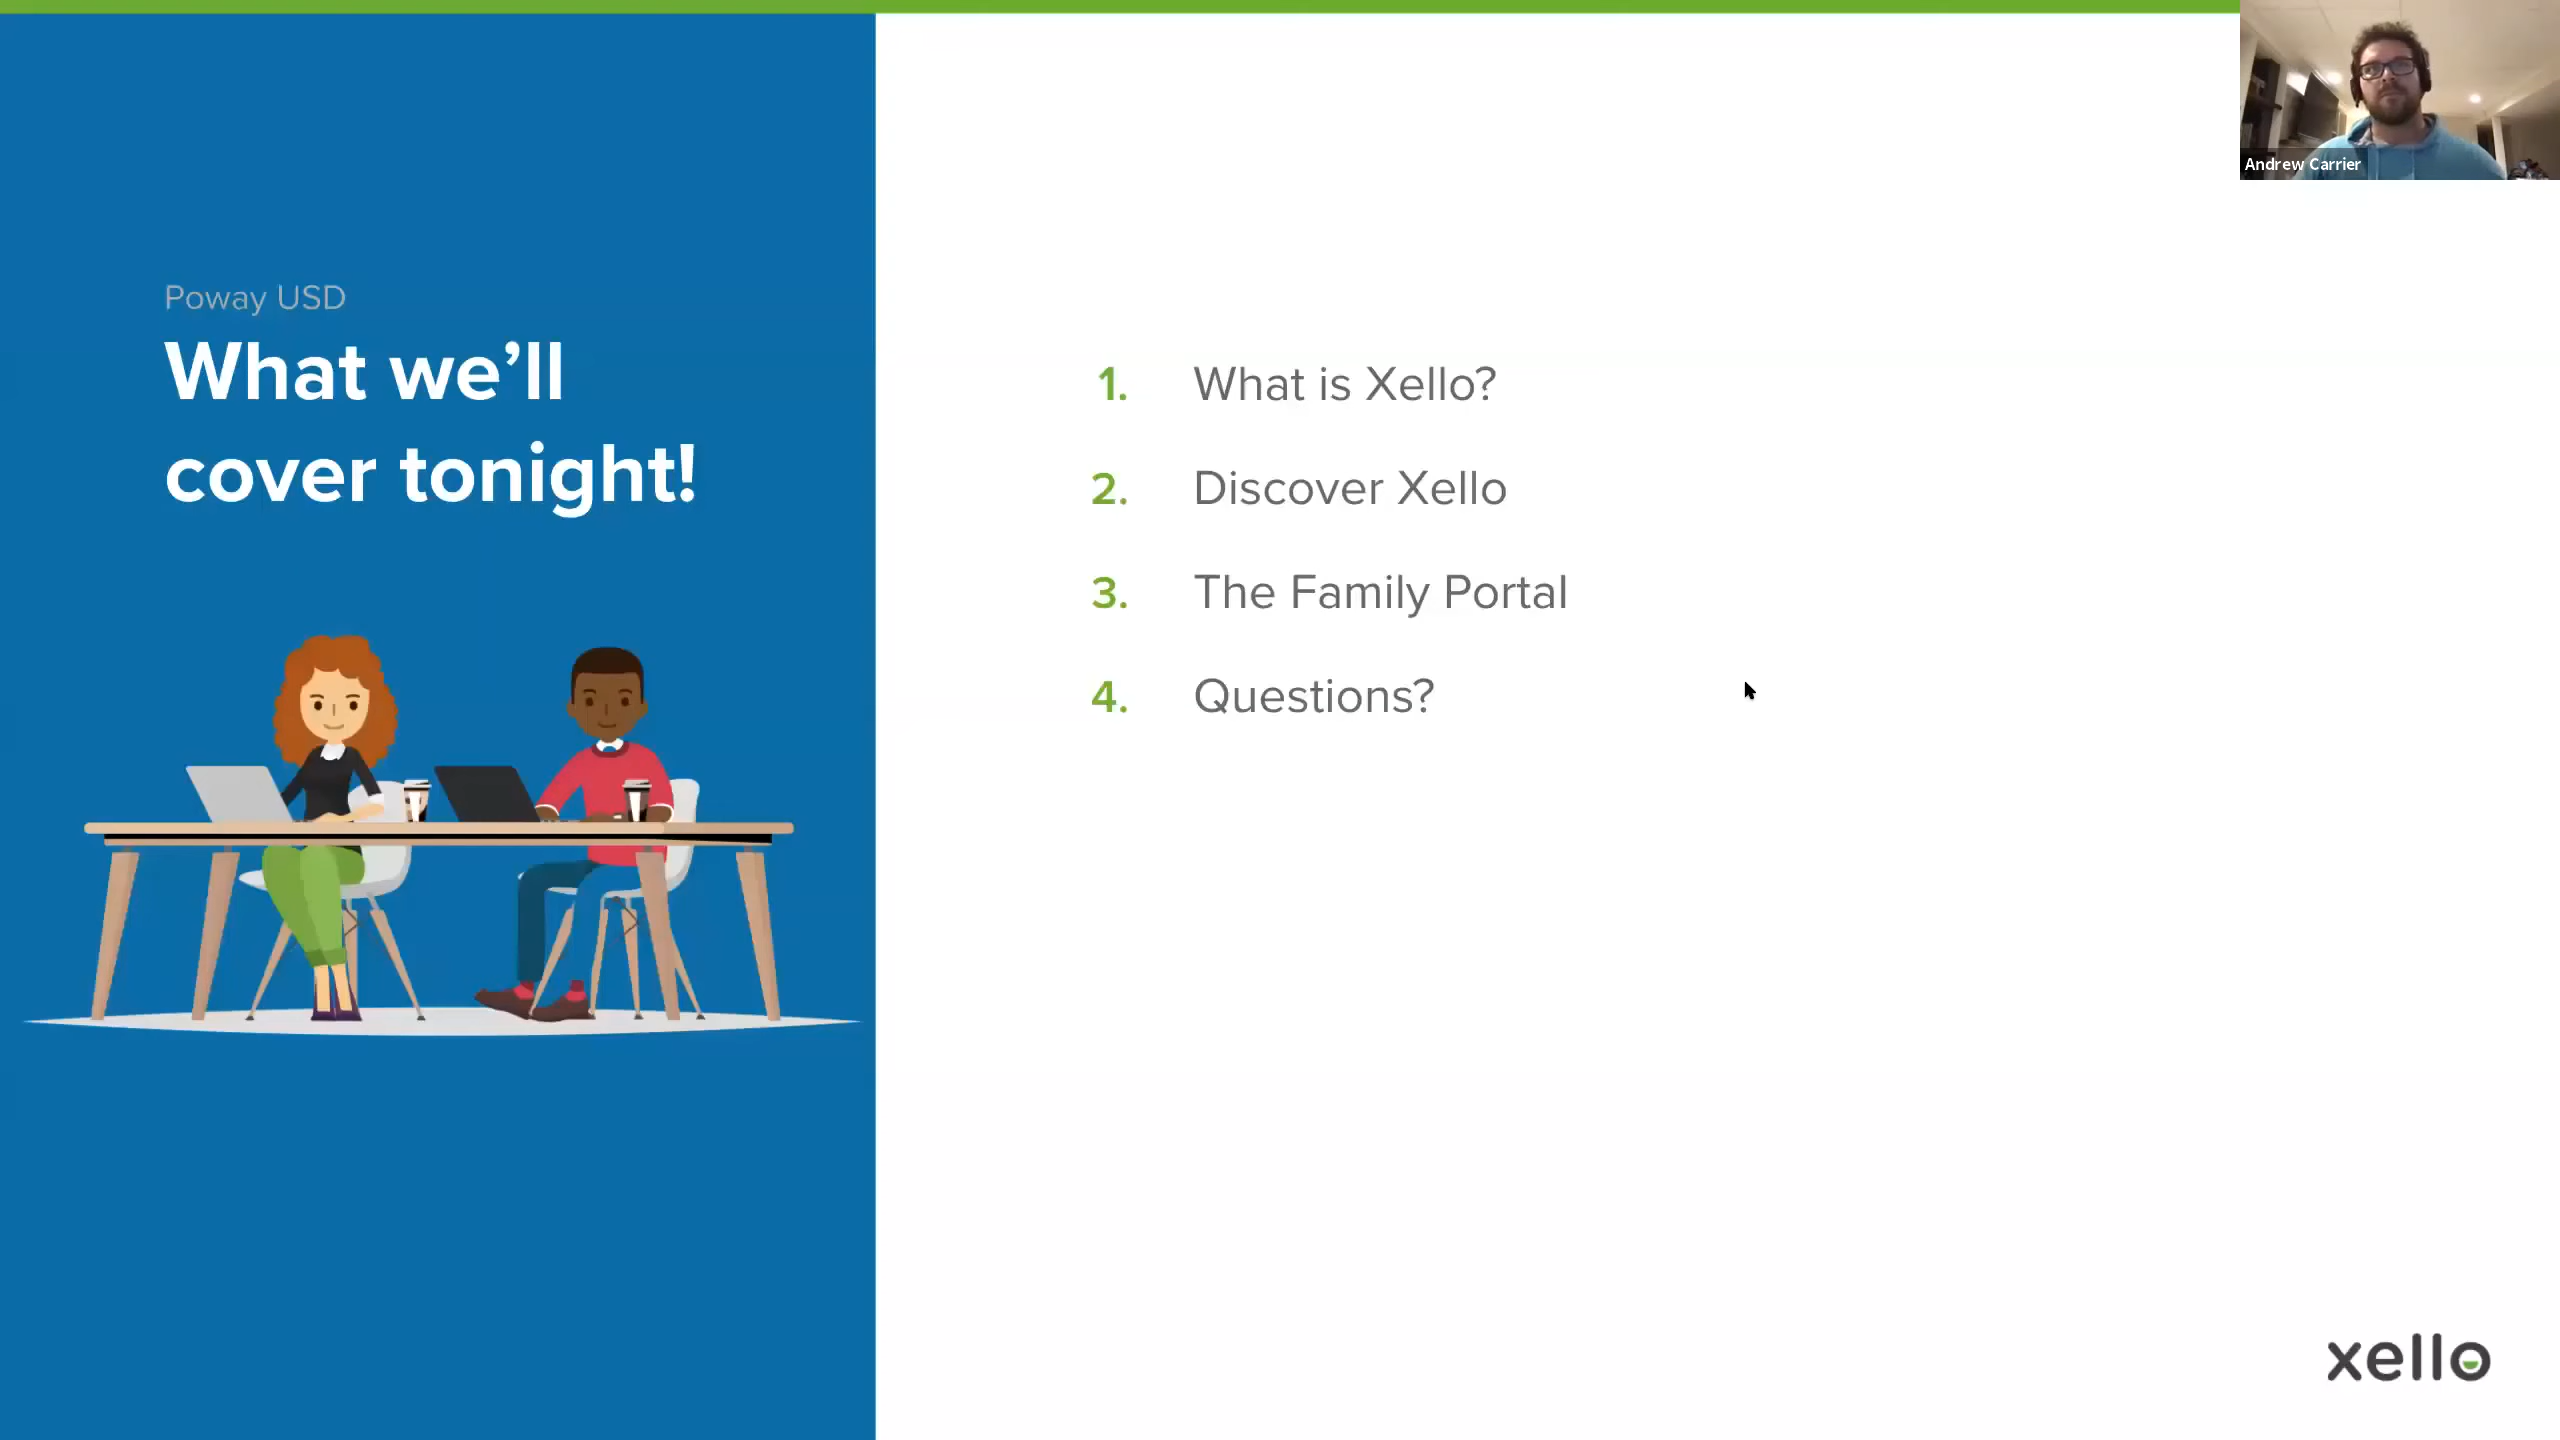 Poway USD
What we’ll
cover tonight!
1. What is Xello?
2. Discover Xello
3. The Family Portal
4. Questions?
Andrew Carrier
xello